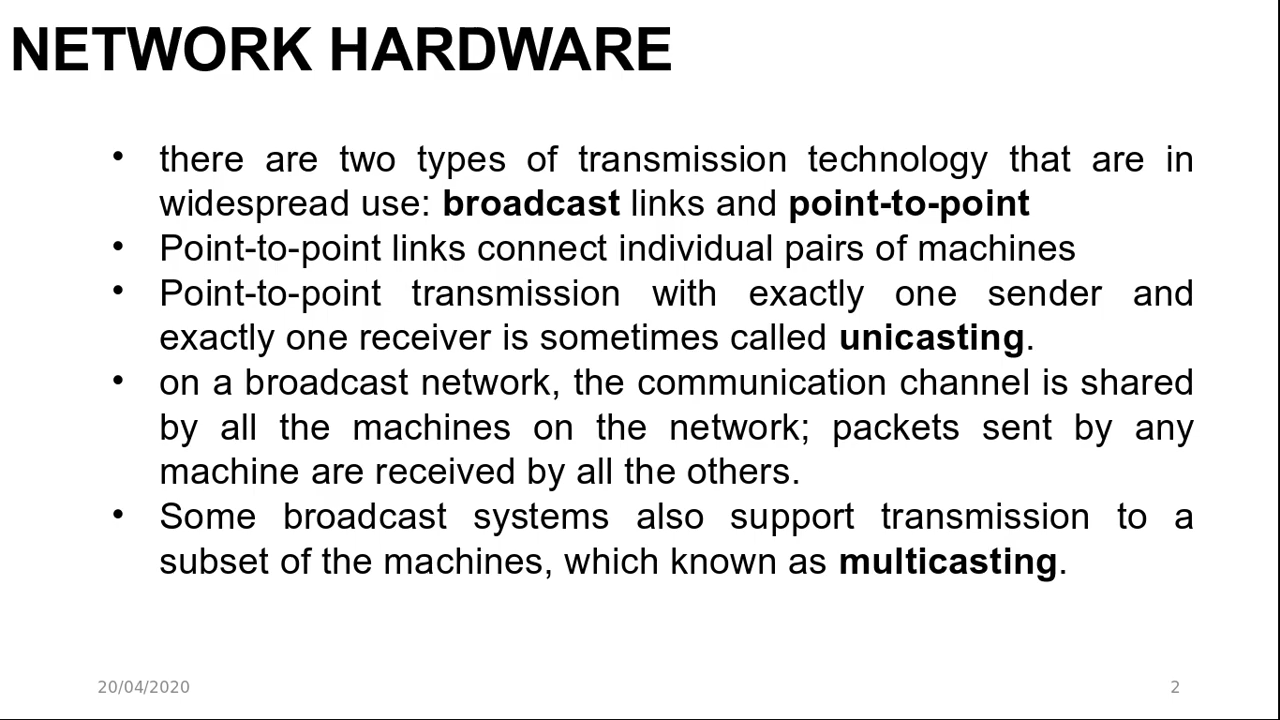 NETWORK HARDWARE
• there are two types of transmission technology that are in
widespread use: broadcast links and point-to-point
• Point-to-point links connect individual pairs of machines
• Point-to-point transmission with exactly one sender and
exactly one receiver is sometimes called unicasting.
• on a broadcast network, the communication channel is shared
by all the machines on the network; packets sent by any
machine are received by all the others.
• Some broadcast systems also support transmission to a
subset of the machines, which known as multicasting.
20/04/2020
2